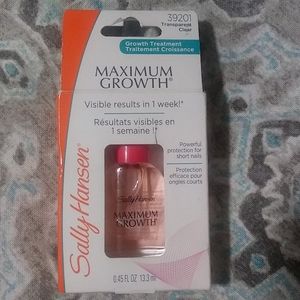 39201
Transparent
Clear
Growth Treatment
Traitement Croissance
MAXIMUM
GROWTH®
Visible results in 1 week!*
Résultats visibles en
1 semaine !*
Powerful
protection for
short nails
Protection
efficace pour
ongles courts
Sally Hansen®
Sally Hansen
MAXIMUM
GROWTH
0.45 FL OZ 13.3 ml